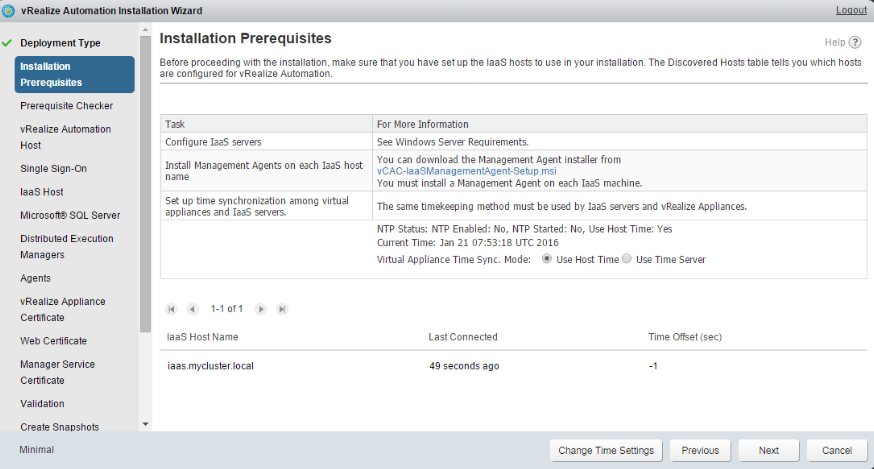 vRealize Automation Installation Wizard
Logout
Deployment Type
Installation
Prerequisites
Prerequisite Checker
vRealize Automation
Host
Single Sign-On
IaaS Host
Microsoft® SQL Server
Distributed Execution
Managers
Agents
vRealize Appliance
Certificate
Web Certificate
Manager Service
Certificate
Validation
Create Snapshots
Installation Prerequisites
Help ?
Before proceeding with the installation, make sure that you have set up the IaaS hosts to use in your installation. The Discovered Hosts table tells you which hosts
are configured for vRealize Automation.
Task
For More Information
Configure IaaS servers
See Windows Server Requirements.
Install Management Agents on each IaaS host
name
You can download the Management Agent installer from
vCAC-IaaSManagementAgent-Setup.msi
You must install a Management Agent on each IaaS machine.
Set up time synchronization among virtual
appliances and IaaS servers.
The same timekeeping method must be used by IaaS servers and vRealize Appliances.
NTP Status: NTP Enabled: No, NTP Started: No, Use Host Time: Yes
Current Time: Jan 21 07:53:18 UTC 2016
Virtual Appliance Time Sync. Mode: Use Host Time Use Time Server
1-1 of 1
IaaS Host Name
Last Connected
Time Offset (sec)
iaas.mycluster.local
49 seconds ago
-1
Minimal
Change Time Settings
Previous
Next
Cancel